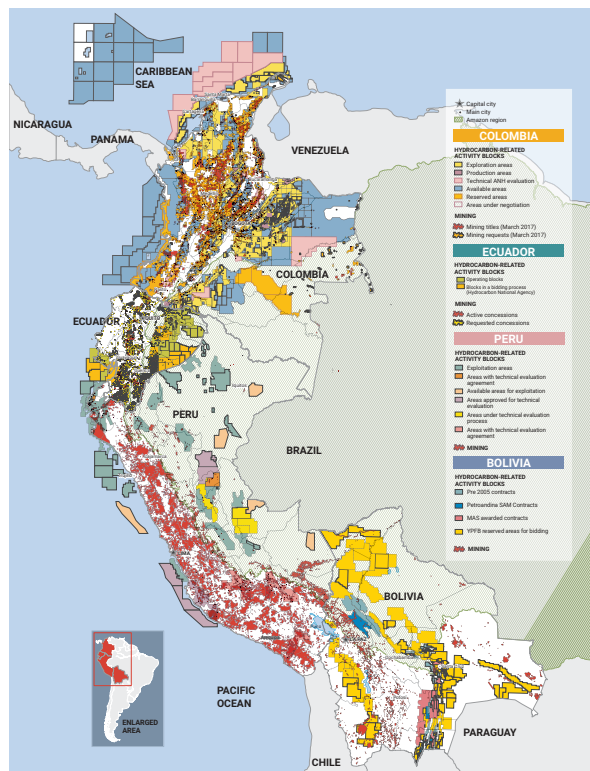 CARIBBEAN
SEA
NICARAGUA
PANAMA
VENEZUELA
COLOMBIA
ECUADOR
PERU
BRAZIL
BOLIVIA
PACIFIC
OCEAN
PARAGUAY
CHILE
ENLARGED
AREA
Capital city
Main city
Amazon region
COLOMBIA
HYDROCARBON-RELATED
ACTIVITY BLOCKS
Exploration areas
Production areas
Technical ANH evaluation
Available areas
Reserved areas
Areas under negotiation
MINING
Mining titles (March 2017)
Mining requests (March 2017)
ECUADOR
HYDROCARBON-RELATED
ACTIVITY BLOCKS
Operating blocks
Blocks in a bidding process
(Hydrocarbon National Agency)
MINING
Active concessions
Requested concessions
PERU
HYDROCARBON-RELATED
ACTIVITY BLOCKS
Exploitation areas
Areas with technical evaluation
agreement
Available areas for exploitation
Areas approved for technical
evaluation
Areas under technical evaluation
process
Areas with technical evaluation
agreement
MINING
BOLIVIA
HYDROCARBON-RELATED
ACTIVITY BLOCKS
Pre 2005 contracts
Petroandina SAM Contracts
MAS awarded contracts
YPFB reserved areas for bidding
MINING